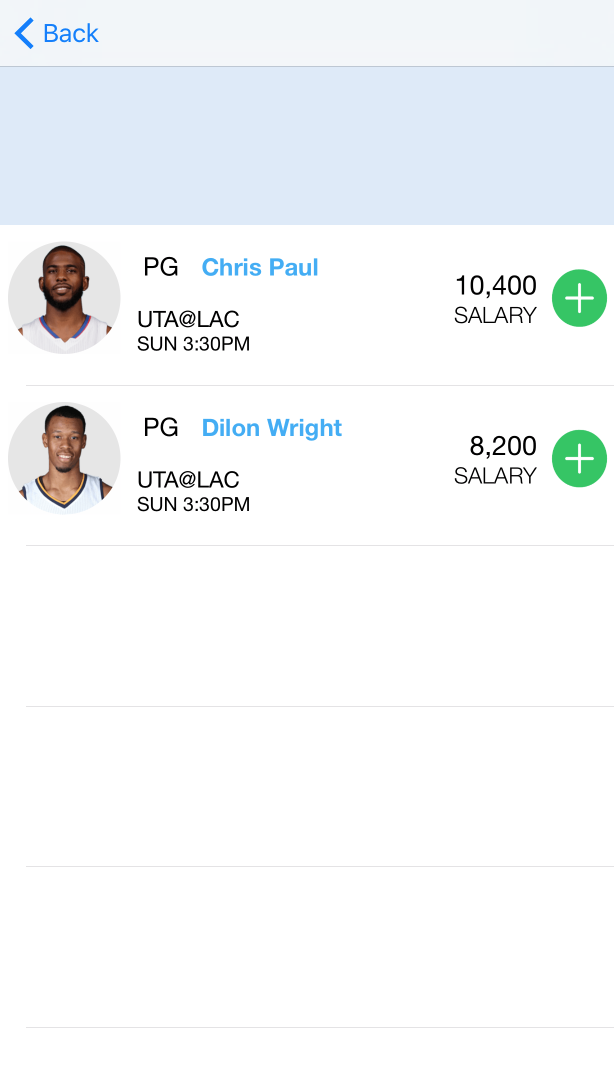 Back
PG Chris Paul
10,400
SALARY
UTA@LAC
SUN 3:30PM
PG Dilon Wright
8,200
SALARY
UTA@LAC
SUN 3:30PM